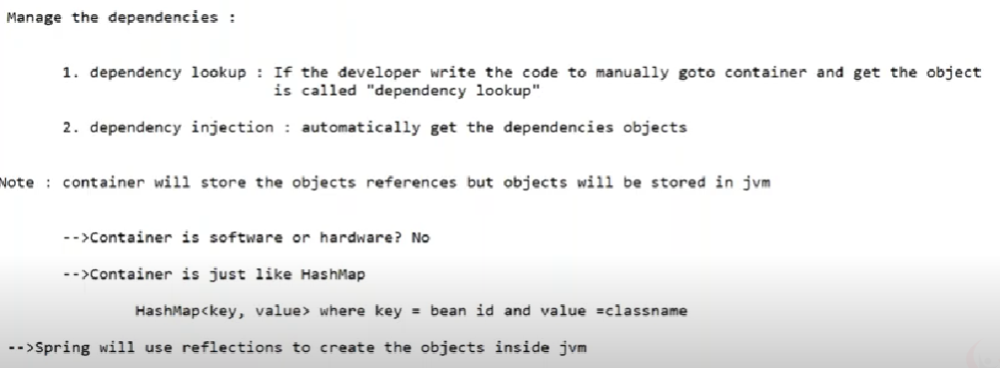 Manage the dependencies :
1. dependency lookup : If the developer write the code to manually goto container and get the object
is called "dependency lookup"
2. dependency injection : automatically get the dependencies objects
Note : container will store the objects references but objects will be stored in jvm
-->Container is software or hardware? No
-->Container is just like HashMap
HashMap<key, value> where key = bean id and value =classname
-->Spring will use reflections to create the objects inside jvm